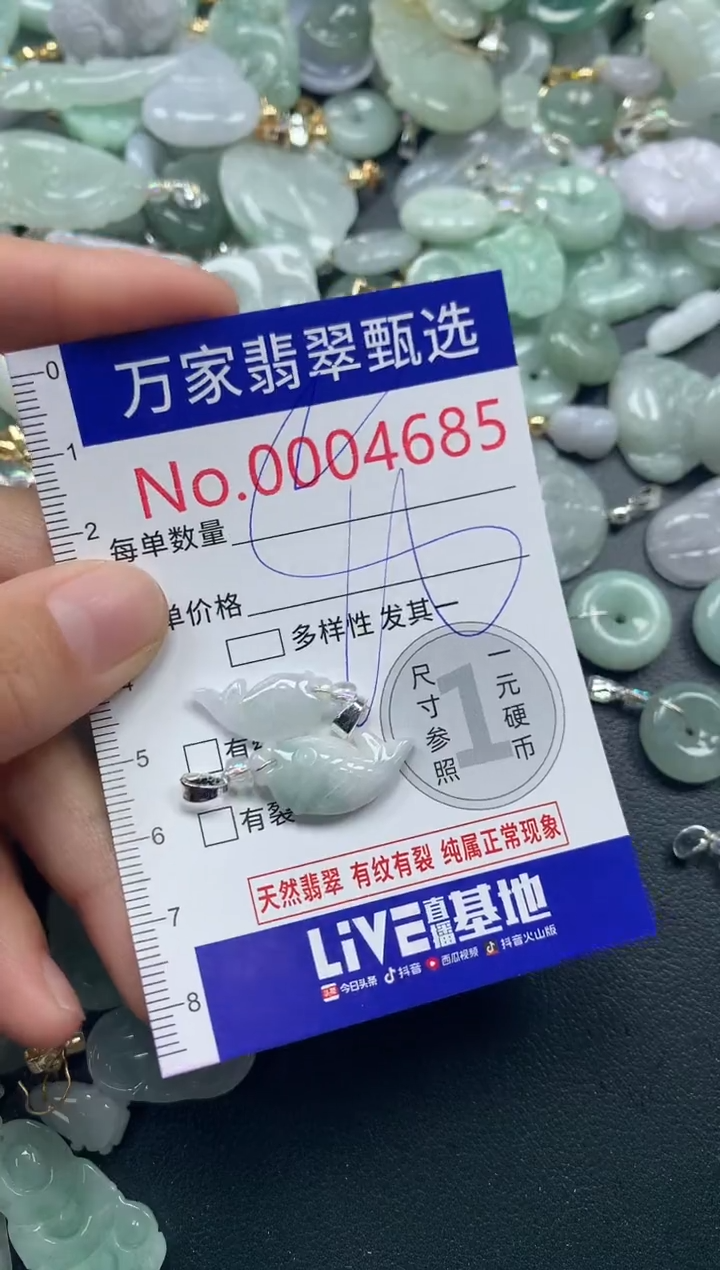 万家翡翠甄选
No.0004685
每单数量
单价格
多样性 发其一
尺寸参照
1
一元硬币
有
有裂
天然翡翠 有纹有裂 纯属正常现象
LiVE直播基地
头条 今日头条 抖音 西瓜视频 抖音火山版
0
1
2
5
6
7
8